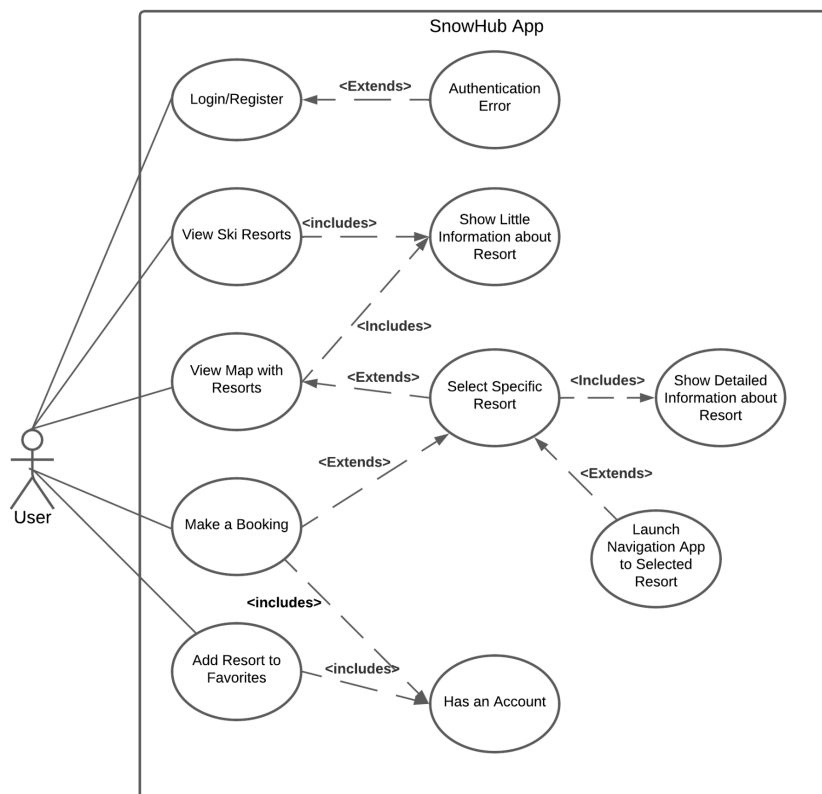 SnowHub App
Login/Register
<Extends>
Authentication
Error
View Ski Resorts
<includes>
Show Little
Information about
Resort
<Includes>
View Map with
Resorts
<Extends>
Select Specific
Resort
<Includes>
Show Detailed
Information about
Resort
User
Make a Booking
<Extends>
<Extends>
Launch
Navigation App
to Selected
Resort
<includes>
Add Resort to
Favorites
<includes>
Has an Account